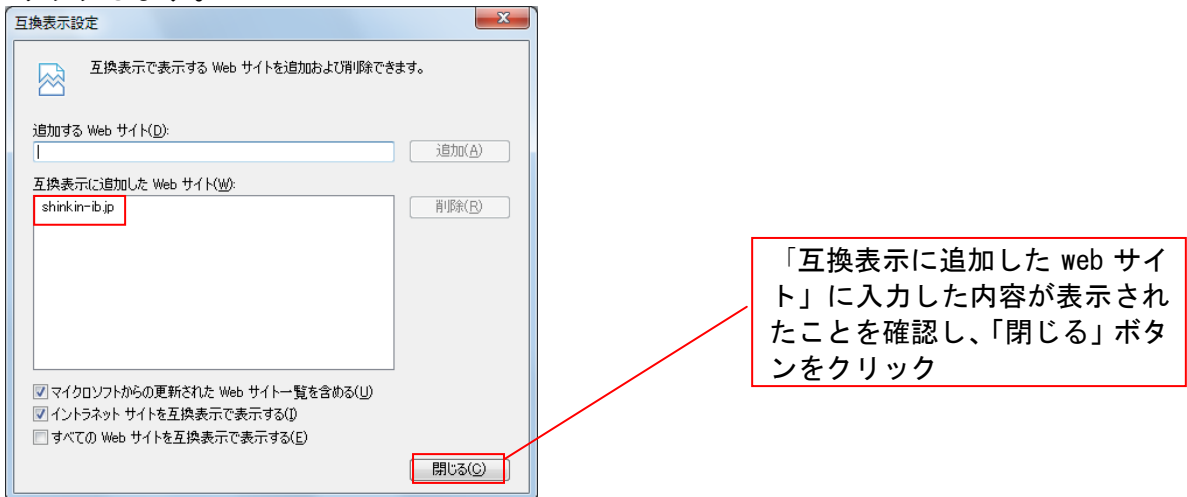 互換表示設定
互換表示で表示する Web サイトを追加および削除できます。
追加する Web サイト(D):
追加(A)
互換表示に追加した Web サイト(W):
shinkin-ib.jp
削除(R)
「互換表示に追加した web サイ
ト」に入力した内容が表示され
たことを確認し、「閉じる」ボタ
ンをクリック
マイクロソフトからの更新された Web サイト一覧を含める(U)
イントラネット サイトを互換表示で表示する(I)
すべての Web サイトを互換表示で表示する(E)
閉じる(C)